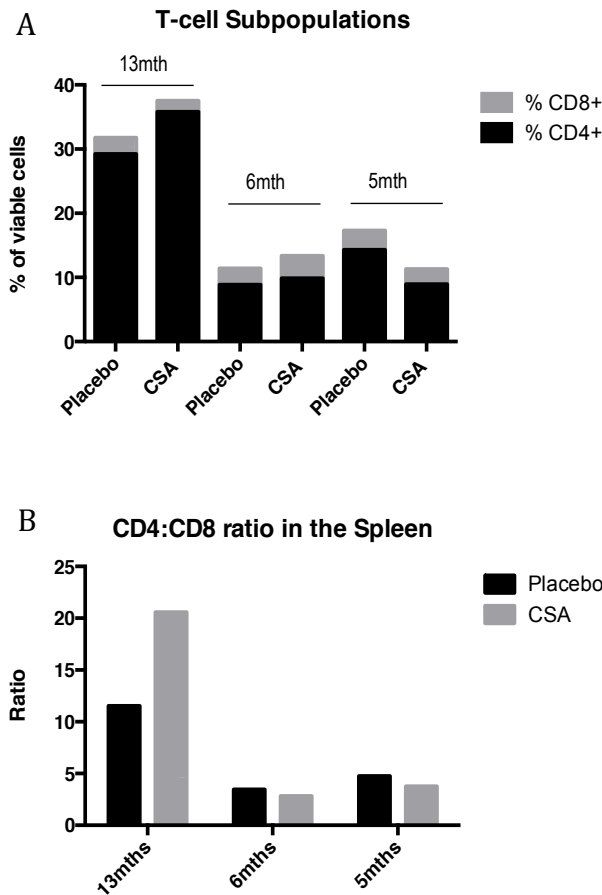 A
T-cell Subpopulations
13mth
6mth
5mth
% CD8+
% CD4+
% of viable cells
40
30
20
10
0
Placebo
CSA
Placebo
CSA
Placebo
CSA
B
CD4:CD8 ratio in the Spleen
Placebo
CSA
Ratio
25
20
15
10
5
0
13mths
6mths
5mths